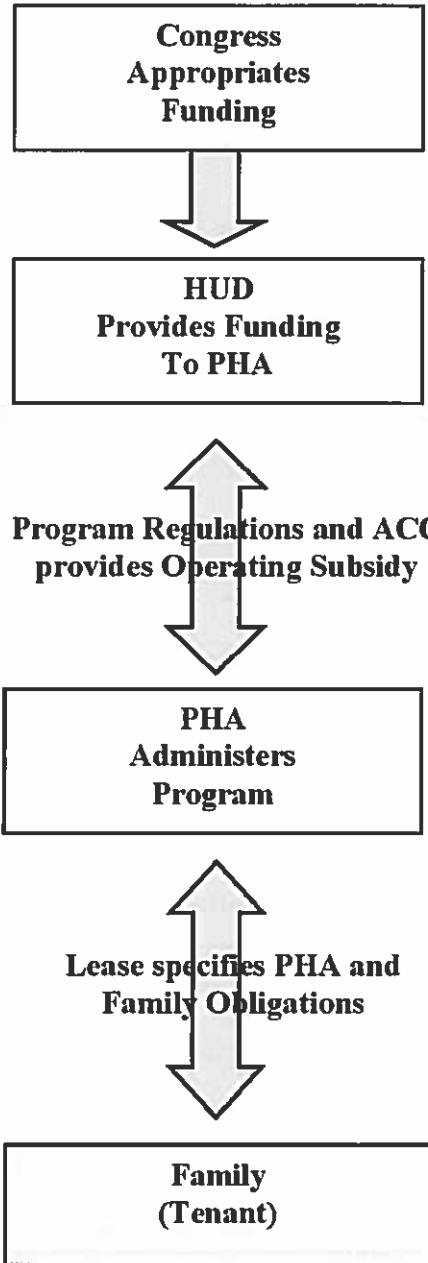 Congress
Appropriates
Funding
HUD
Provides Funding
To PHA
Program Regulations and ACC
provides Operating Subsidy
PHA
Administers
Program
Lease specifies PHA and
Family Obligations
Family
(Tenant)